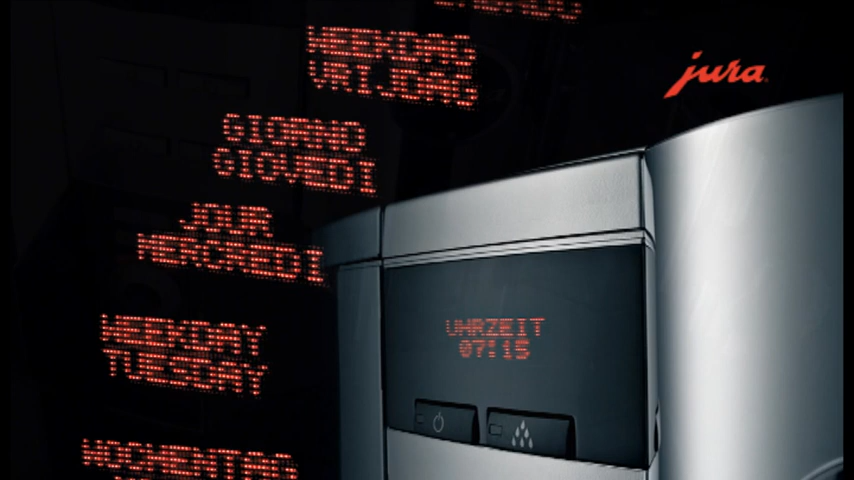 WEEKDAG
VRIJDAG
jura
GIORNO
GIOVEDI
JOUR
MERCREDI
WEEKDAY
TUESDAY
UHRZEIT
07:15
WOCHENTAG